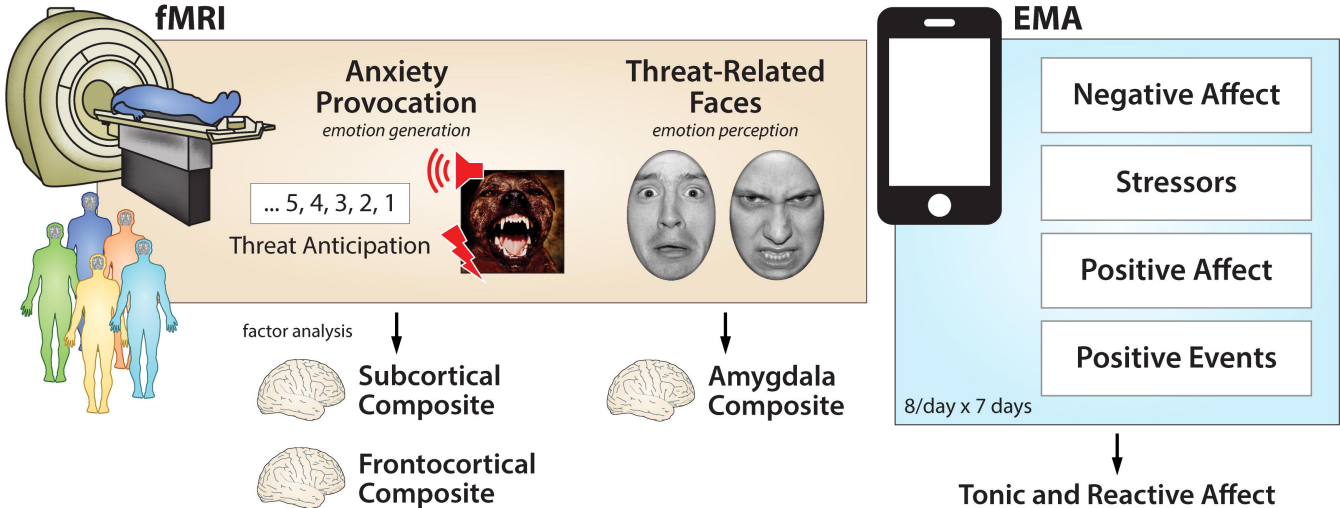 fMRI
Anxiety
Provocation
emotion generation
... 5, 4, 3, 2, 1
Threat Anticipation
Threat-Related
Faces
emotion perception
factor analysis
Subcortical
Composite
Frontocortical
Composite
Amygdala
Composite
EMA
Negative Affect
Stressors
Positive Affect
Positive Events
8/day x 7 days
Tonic and Reactive Affect